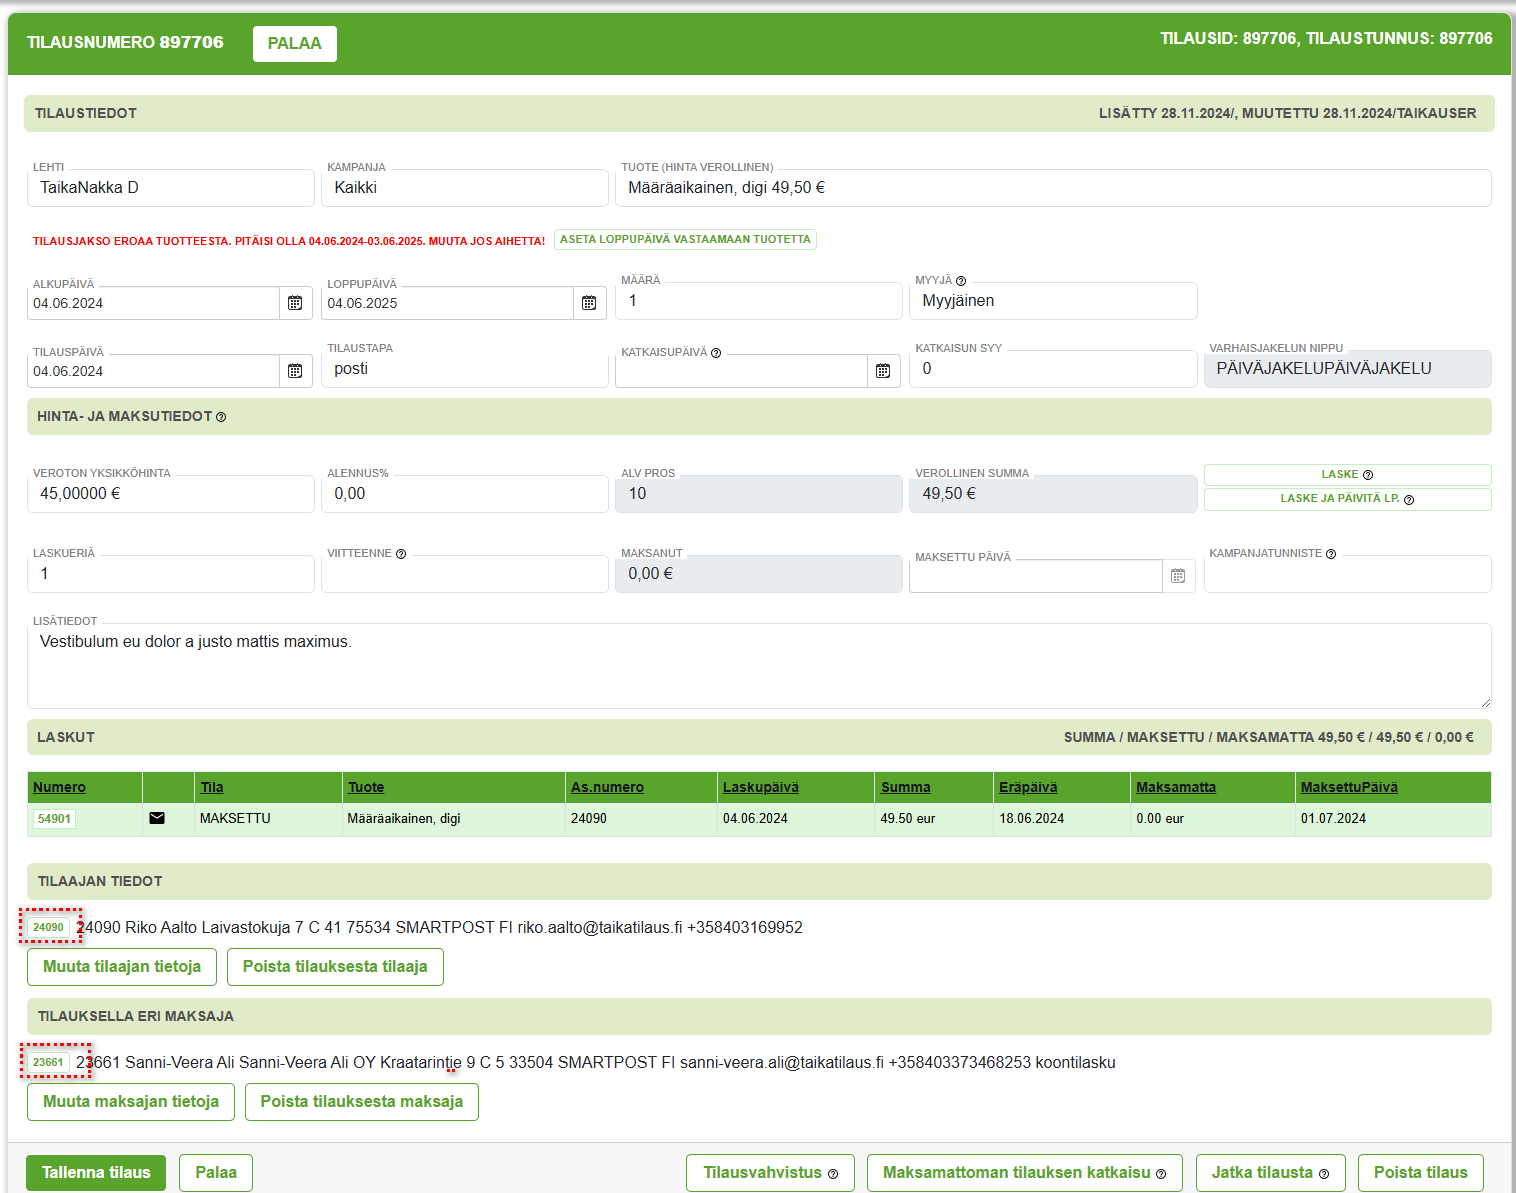 TILAUSNUMERO 897706 PALAA TILAUSID: 897706, TILAUSTUNNUS: 897706
TILAUSTIEDOT LISÄTTY 28.11.2024/, MUUTETTU 28.11.2024/TAIKAUSER
LEHTI KAMPANJA TUOTE (HINTA VEROLLINEN)
TaikaNakka D Kaikki Määräaikainen, digi 49,50 €
TILAUSJAKSO EROAA TUOTTEESTA. PITÄISI OLLA 04.06.2024-03.06.2025. MUUTA JOS AIHETTA! ASETA LOPPUPÄIVÄ VASTAAMAAN TUOTETTA
ALKUPÄIVÄ LOPPUPÄIVÄ MÄÄRÄ MYYJÄ
04.06.2024 04.06.2025 1 Myyjäinen
TILAUSPÄIVÄ TILAUSTAPA KATKAISUPÄIVÄ KATKAISUN SYY VARHAISJAKELUN NIPPU
04.06.2024 posti 0 PÄIVÄJAKELUPÄIVÄJAKELU
HINTA- JA MAKSUTIEDOT
VEROTON YKSIKKÖHINTA ALENNUS% ALV PROS VEROLLINEN SUMMA LASKE
45,00000 € 0,00 10 49,50 € LASKE JA PÄIVITÄ LP.
LASKUERIÄ VIITTEENNE MAKSANUT MAKSETTU PÄIVÄ KAMPANJATUNNISTE
1 0,00 €
LISÄTIEDOT
Vestibulum eu dolor a justo mattis maximus.
LASKUT SUMMA / MAKSETTU / MAKSAMATTA 49,50 € / 49,50 € / 0,00 €
Numero Tila Tuote As.numero Laskupäivä Summa Eräpäivä Maksamatta MaksettuPäivä
54901 MAKSETTU Määräaikainen, digi 24090 04.06.2024 49.50 eur 18.06.2024 0.00 eur 01.07.2024
TILAAJAN TIEDOT
24090 24090 Riko Aalto Laivastokuja 7 C 41 75534 SMARTPOST FI riko.aalto@taikatilaus.fi +358403169952
Muuta tilaajan tietoja Poista tilauksesta tilaaja
TILAUKSELLA ERI MAKSAJA
23661 23661 Sanni-Veera Ali Sanni-Veera Ali OY Kraatarintie 9 C 5 33504 SMARTPOST FI sanni-veera.ali@taikatilaus.fi +358403373468253 koontilasku
Muuta maksajan tietoja Poista tilauksesta maksaja
Tallenna tilaus Palaa Tilausvahvistus Maksamattoman tilauksen katkaisu Jatka tilausta Poista tilaus